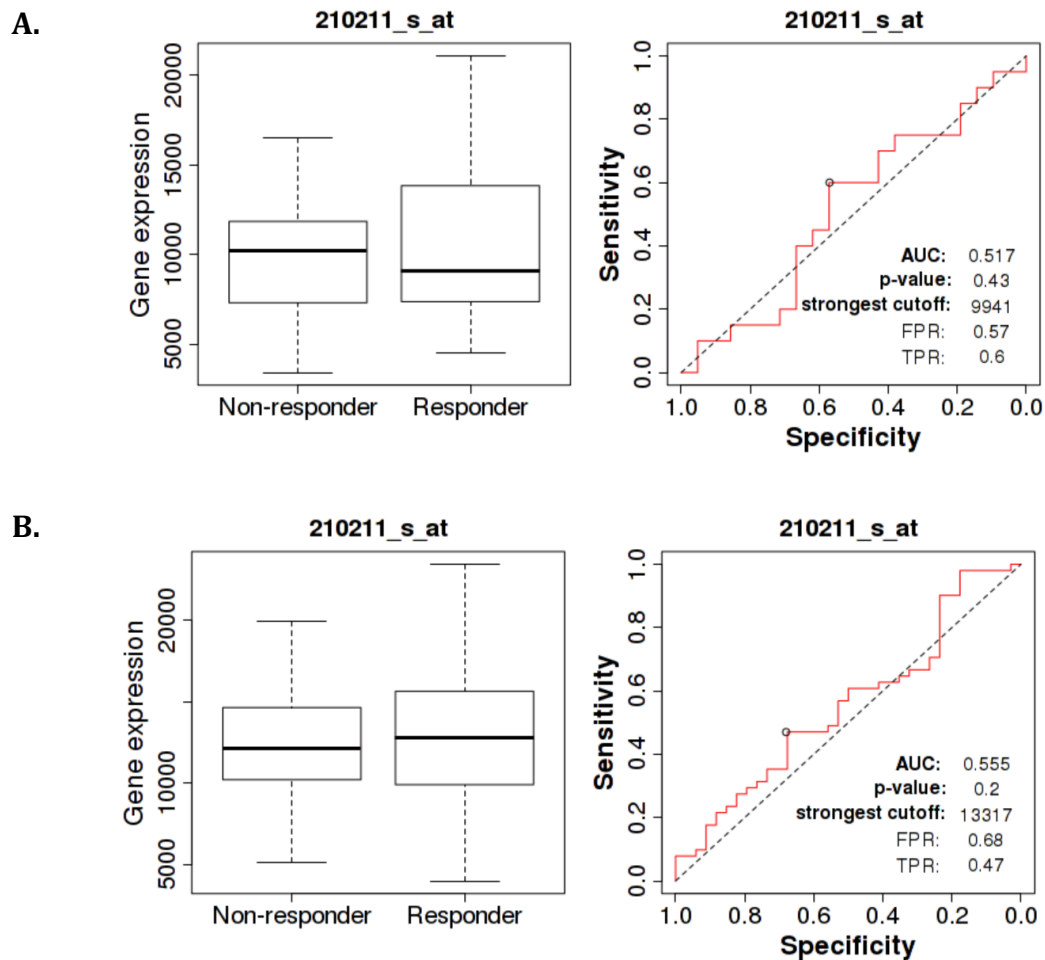 A.
210211_s_at
Gene expression
20000
15000
10000
5000
Non-responder
Responder
210211_s_at
Sensitivity
1.0
0.8
0.6
0.4
0.2
0.0
AUC: 0.517
p-value: 0.43
strongest cutoff: 9941
FPR: 0.57
TPR: 0.6
1.0 0.8 0.6 0.4 0.2 0.0
Specificity
B.
210211_s_at
Gene expression
20000
10000
5000
Non-responder
Responder
210211_s_at
Sensitivity
1.0
0.8
0.6
0.4
0.2
0.0
AUC: 0.555
p-value: 0.2
strongest cutoff: 13317
FPR: 0.68
TPR: 0.47
1.0 0.8 0.6 0.4 0.2 0.0
Specificity